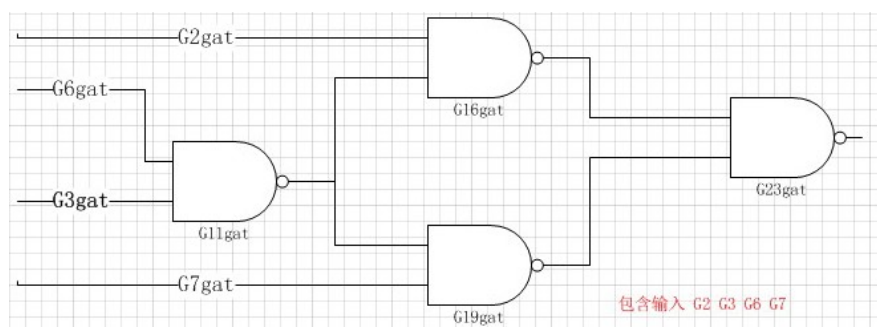 G2gat
G6gat
G16gat
G3gat
G11gat
G23gat
G7gat
G19gat
包含输入 G2 G3 G6 G7